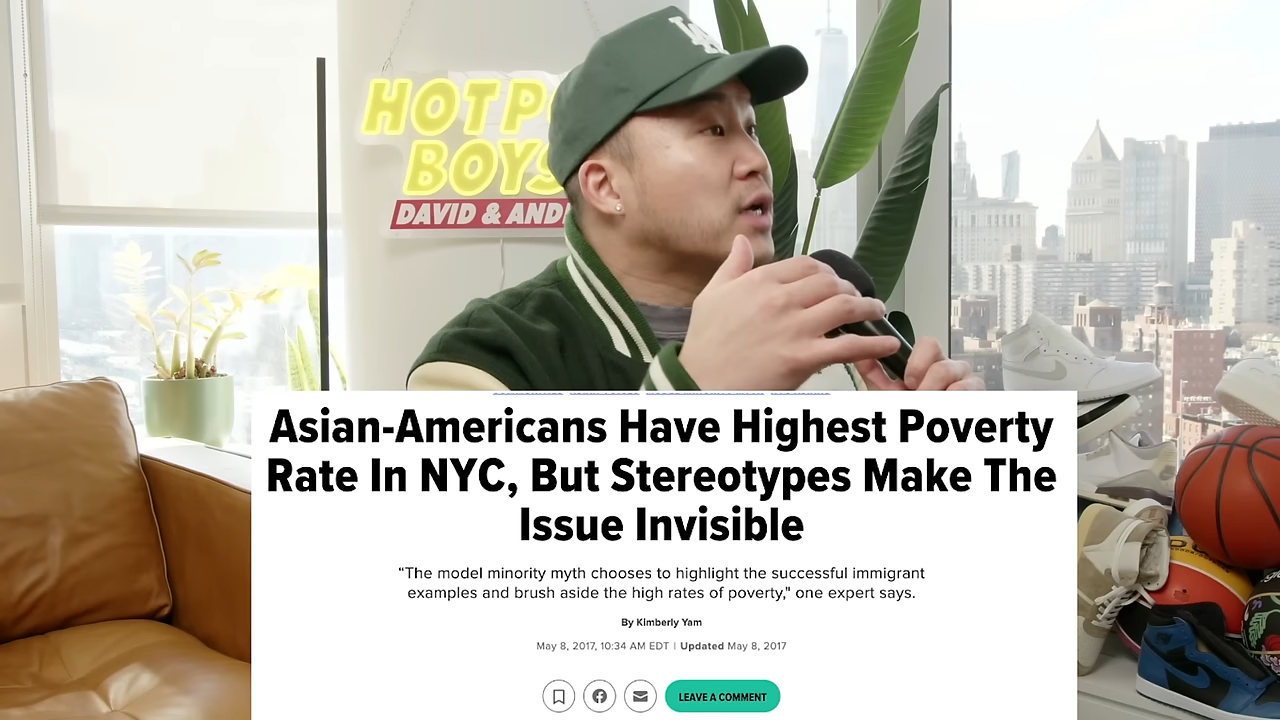 HOTP
BOYS
DAVID & AND
LA
Asian-Americans Have Highest Poverty
Rate In NYC, But Stereotypes Make The
Issue Invisible
“The model minority myth chooses to highlight the successful immigrant
examples and brush aside the high rates of poverty," one expert says.
By Kimberly Yam
May 8, 2017, 10:34 AM EDT | Updated May 8, 2017
LEAVE A COMMENT